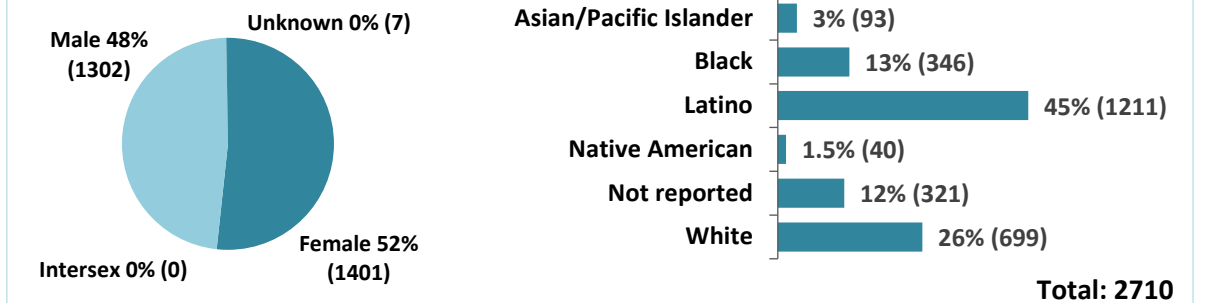 Unknown 0% (7)
Male 48%
(1302)
Female 52%
(1401)
Intersex 0% (0)
Asian/Pacific Islander 3% (93)
Black 13% (346)
Latino 45% (1211)
Native American 1.5% (40)
Not reported 12% (321)
White 26% (699)
Total: 2710